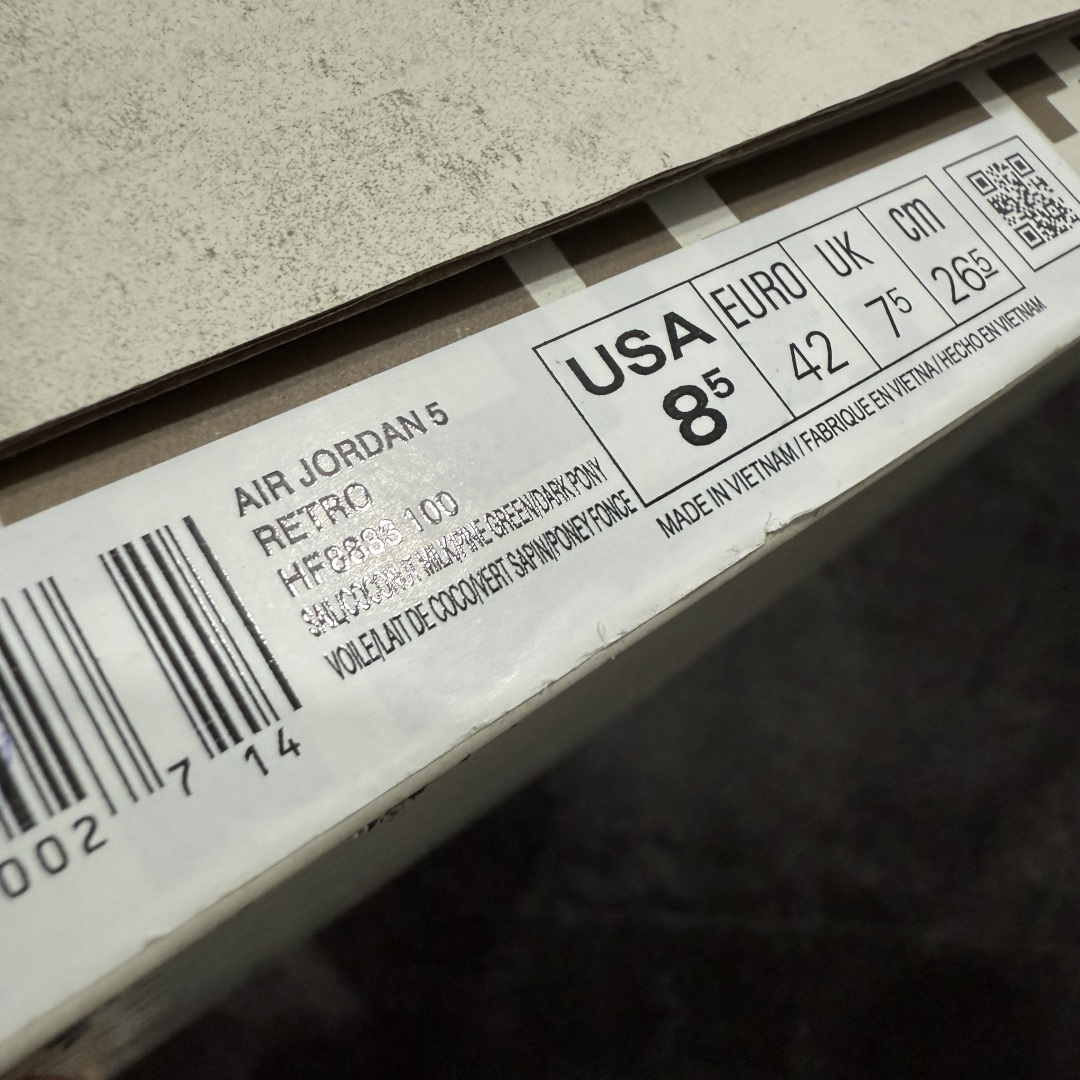 AIR JORDAN 5
RETRO
HF8833 100
SAIL/COCONUT MILK/PINE GREEN/DARK PONY
VOILE/LAIT DE COCO/VERT SAPIN/PONEY FONCE
USA
8⁵
EURO
42
UK
7⁵
cm
26⁵
MADE IN VIETNAM / FABRIQUE EN VIETNA / HECHO EN VIETNAM
002 7 14